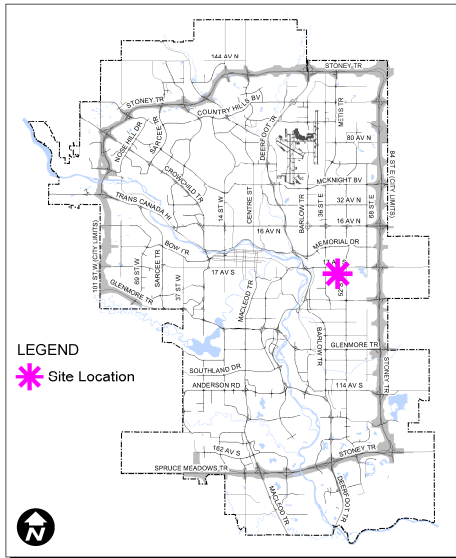 144 AV N
STONEY TR
STONEY TR
COUNTRY HILLS BV
METIS TR
NOSE HILL DR
SARCEE TR
DEERFOOT TR
80 AV N
84 ST E (CITY LIMITS)
CROWCHILD TR
MCKNIGHT BV
TRANS CANADA HI
14 ST W
CENTRE ST
BARLOW TR
36 ST E
32 AV N
68 ST E
16 AV N
16 AV N
101 ST W (CITY LIMITS)
BOW TR
MEMORIAL DR
69 ST W
SARCEE TR
37 ST W
17 AV S
17 AV S
52
GLENMORE TR
MACLEOD TR
BARLOW TR
GLENMORE TR
STONEY TR
LEGEND
Site Location
SOUTHLAND DR
ANDERSON RD
114 AV S
162 AV S
STONEY TR
SPRUCE MEADOWS TR
MACLEOD TR
DEERFOOT TR
N